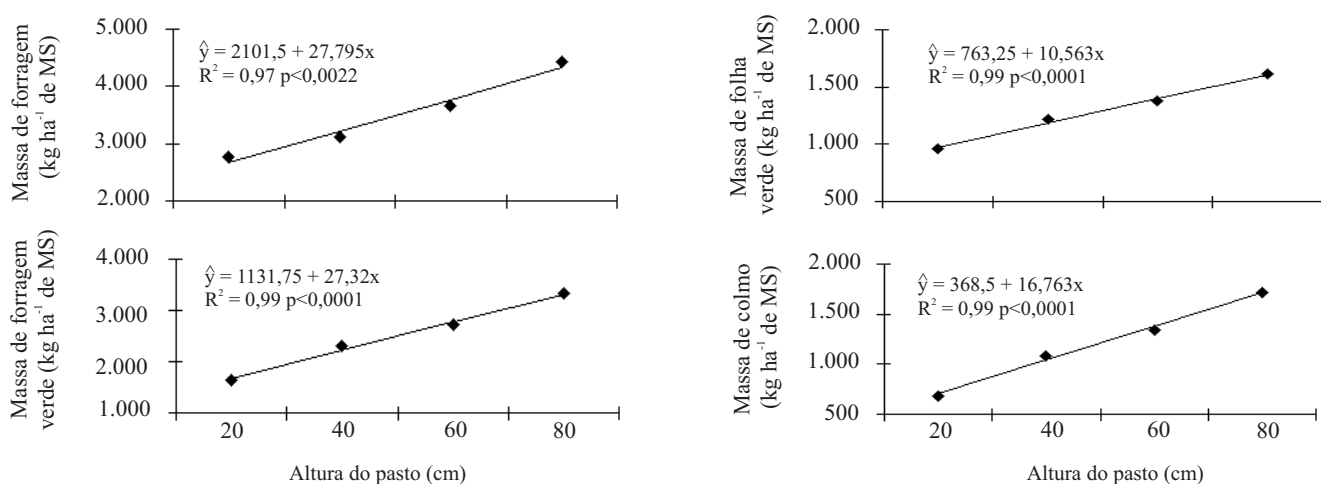 Massa de forragem
(kg ha⁻¹ de MS)
5.000
4.000
3.000
2.000
ŷ = 2101,5 + 27,795x
R² = 0,97 p<0,0022
Massa de folha
verde (kg ha⁻¹ de MS)
2.000
1.500
1.000
500
ŷ = 763,25 + 10,563x
R² = 0,99 p<0,0001
Massa de forragem
verde (kg ha⁻¹ de MS)
4.000
3.000
2.000
1.000
ŷ = 1131,75 + 27,32x
R² = 0,99 p<0,0001
20 40 60 80
Altura do pasto (cm)
Massa de colmo
(kg ha⁻¹ de MS)
2.000
1.500
1.000
500
ŷ = 368,5 + 16,763x
R² = 0,99 p<0,0001
20 40 60 80
Altura do pasto (cm)